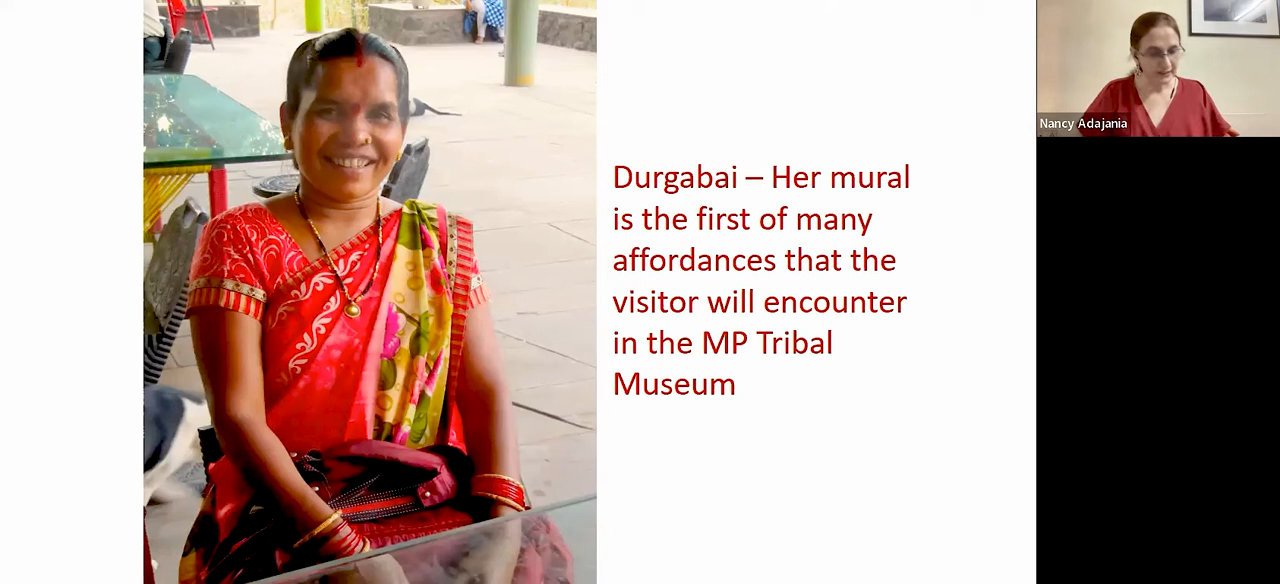 Durgabai – Her mural
is the first of many
affordances that the
visitor will encounter
in the MP Tribal
Museum
Nancy Adajania